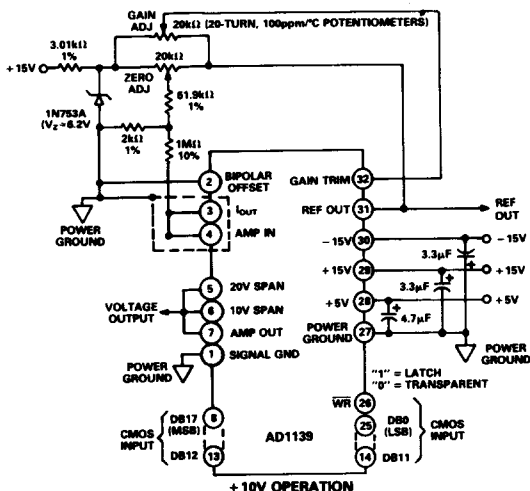 GAIN
ADJ
20kΩ (20-TURN, 100ppm/°C POTENTIOMETERS)
3.01kΩ
1%
+15V
20kΩ
ZERO
ADJ
61.9kΩ
1%
1N753A
(VZ→6.2V
2kΩ
1%
1MΩ
10%
POWER
GROUND
2
BIPOLAR
OFFSET
3
IOUT
4
AMP IN
5
20V SPAN
6
10V SPAN
7
AMP OUT
VOLTAGE
OUTPUT
1
SIGNAL GND
POWER
GROUND
CMOS
INPUT
DB17
(MSB)
8
DB12
13
GAIN TRIM
32
REF OUT
31
REF
OUT
−15V
30
−15V
3.3µF
+
+15V
29
+15V
3.3µF
+
+5V
28
+5V
4.7µF
+
POWER
GROUND
27
POWER
GROUND
"1" = LATCH
"0" = TRANSPARENT
WR
26
25
DB0
(LSB)
14
DB11
CMOS
INPUT
AD1139
+10V OPERATION